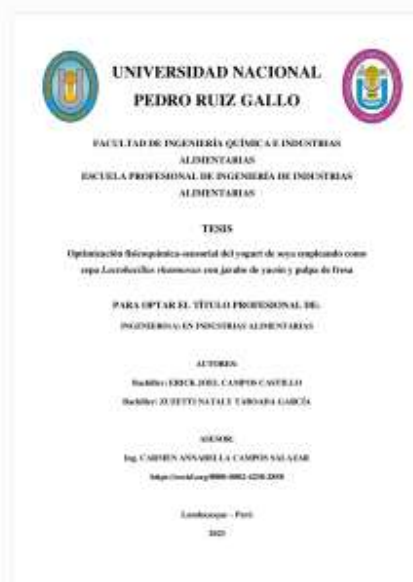 UNIVERSIDAD NACIONAL
PEDRO RUIZ GALLO
FACULTAD DE INGENIERÍA QUÍMICA E INDUSTRIAS
ALIMENTARIAS
ESCUELA PROFESIONAL DE INGENIERÍA DE INDUSTRIAS
ALIMENTARIAS
TESIS
Optimización fisicoquímica-sensorial del yogurt de soya empleando como
cepa Lactobacillus rhamnosus con jarabe de yacón y pulpa de fresa
PARA OPTAR EL TÍTULO PROFESIONAL DE:
INGENIERO(A) EN INDUSTRIAS ALIMENTARIAS
AUTORES:
Bachiller: ERICK JOEL CAMPOS CASTILLO
Bachiller: ZUZETTI NATALY TABOADA GARCÍA
ASESOR:
Ing. CARMEN ANNABELLA CAMPOS SALAZAR
Lambayeque – Perú